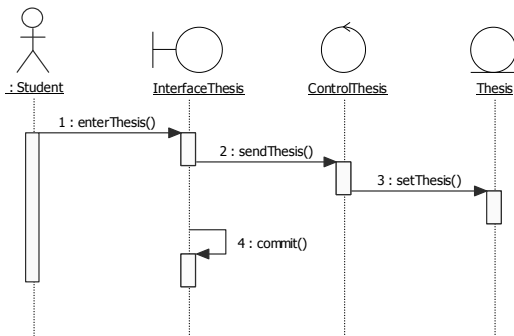 : Student
InterfaceThesis
ControlThesis
Thesis
1 : enterThesis()
2 : sendThesis()
3 : setThesis()
4 : commit()